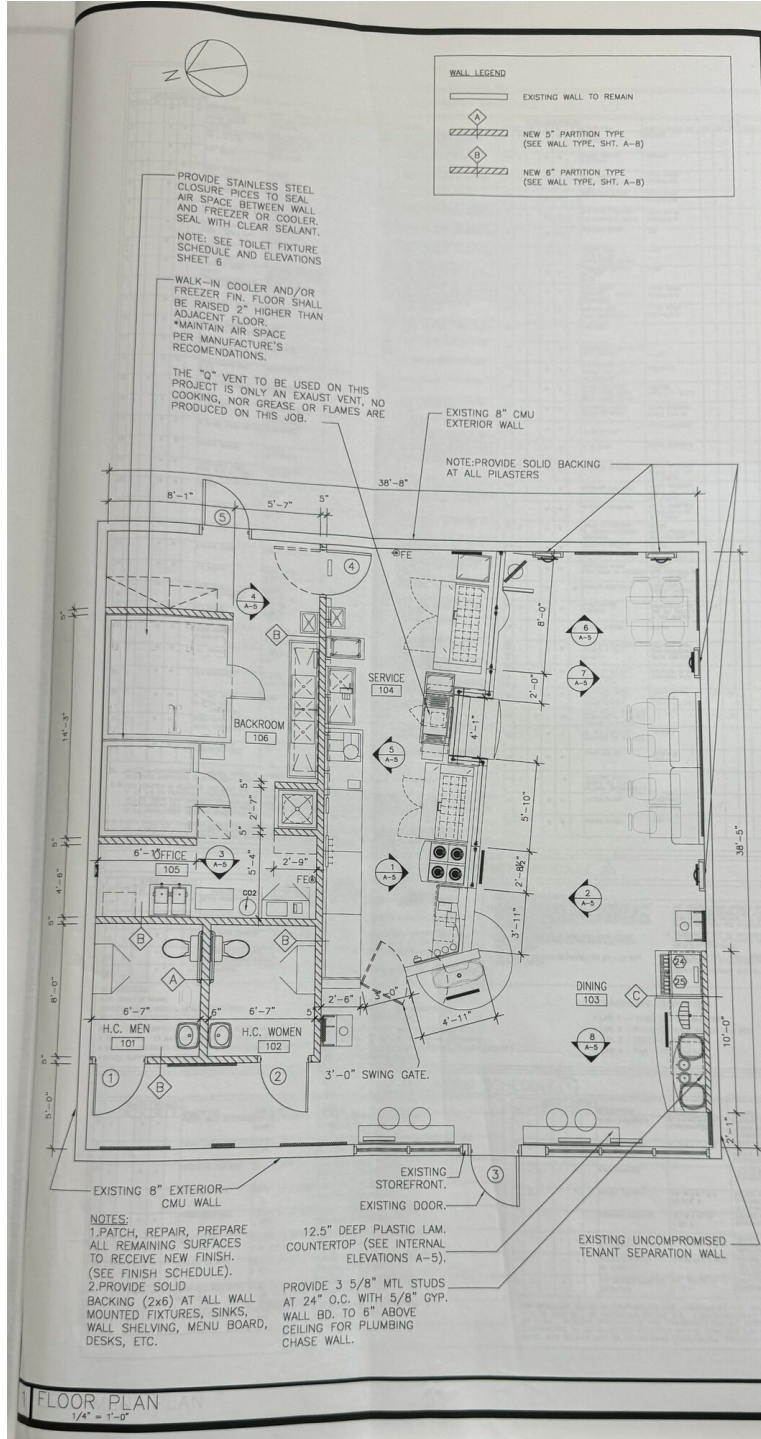 N
WALL LEGEND
EXISTING WALL TO REMAIN
A
NEW 5" PARTITION TYPE
(SEE WALL TYPE, SHT. A-8)
B
NEW 6" PARTITION TYPE
(SEE WALL TYPE, SHT. A-8)
PROVIDE STAINLESS STEEL
CLOSURE PICES TO SEAL
AIR SPACE BETWEEN WALL
AND FREEZER OR COOLER.
SEAL WITH CLEAR SEALANT.
NOTE: SEE TOILET FIXTURE
SCHEDULE AND ELEVATIONS
SHEET 6
WALK-IN COOLER AND/OR
FREEZER FIN. FLOOR SHALL
BE RAISED 2" HIGHER THAN
ADJACENT FLOOR.
*MAINTAIN AIR SPACE
PER MANUFACTURE'S
RECOMENDATIONS.
THE "Q" VENT TO BE USED ON THIS
PROJECT IS ONLY AN EXAUST VENT, NO
COOKING, NOR GREASE OR FLAMES ARE
PRODUCED ON THIS JOB.
EXISTING 8" CMU
EXTERIOR WALL
NOTE:PROVIDE SOLID BACKING
AT ALL PILASTERS
38'-8"
8'-1"
5'-7"
5"
5
FE
4
4
A-5
5"
B
8'-0"
6
A-5
7
A-5
SERVICE
104
2'-0"
BACKROOM
106
4'-1"
14'-3"
5
A-5
5"
2'-7"
5"
5'-10"
38'-5"
5"
6'-1"
OFFICE
105
3
A-5
5'-4"
2'-9"
1
A-5
2'-8½"
4'-6"
CO2
FE
2
A-5
3'-11"
5"
B
B
A
DINING
103
24
25
C
8'-0"
6'-7"
6"
6'-7"
5"
2'-6"
3'-0"
4'-11"
10'-0"
H.C. MEN
101
H.C. WOMEN
102
8
A-5
5"
1
B
2
3'-0" SWING GATE.
5'-0"
2'-1"
3
EXISTING
STOREFRONT.
EXISTING 8" EXTERIOR
CMU WALL
EXISTING DOOR.
NOTES:
1.PATCH, REPAIR, PREPARE
ALL REMAINING SURFACES
TO RECEIVE NEW FINISH.
(SEE FINISH SCHEDULE).
2.PROVIDE SOLID
BACKING (2x6) AT ALL WALL
MOUNTED FIXTURES, SINKS,
WALL SHELVING, MENU BOARD,
DESKS, ETC.
12.5" DEEP PLASTIC LAM.
COUNTERTOP (SEE INTERNAL
ELEVATIONS A-5).
PROVIDE 3 5/8" MTL STUDS
AT 24" O.C. WITH 5/8" GYP.
WALL BD. TO 6" ABOVE
CEILING FOR PLUMBING
CHASE WALL.
EXISTING UNCOMPROMISED
TENANT SEPARATION WALL
1 FLOOR PLAN
1/4" = 1'-0"